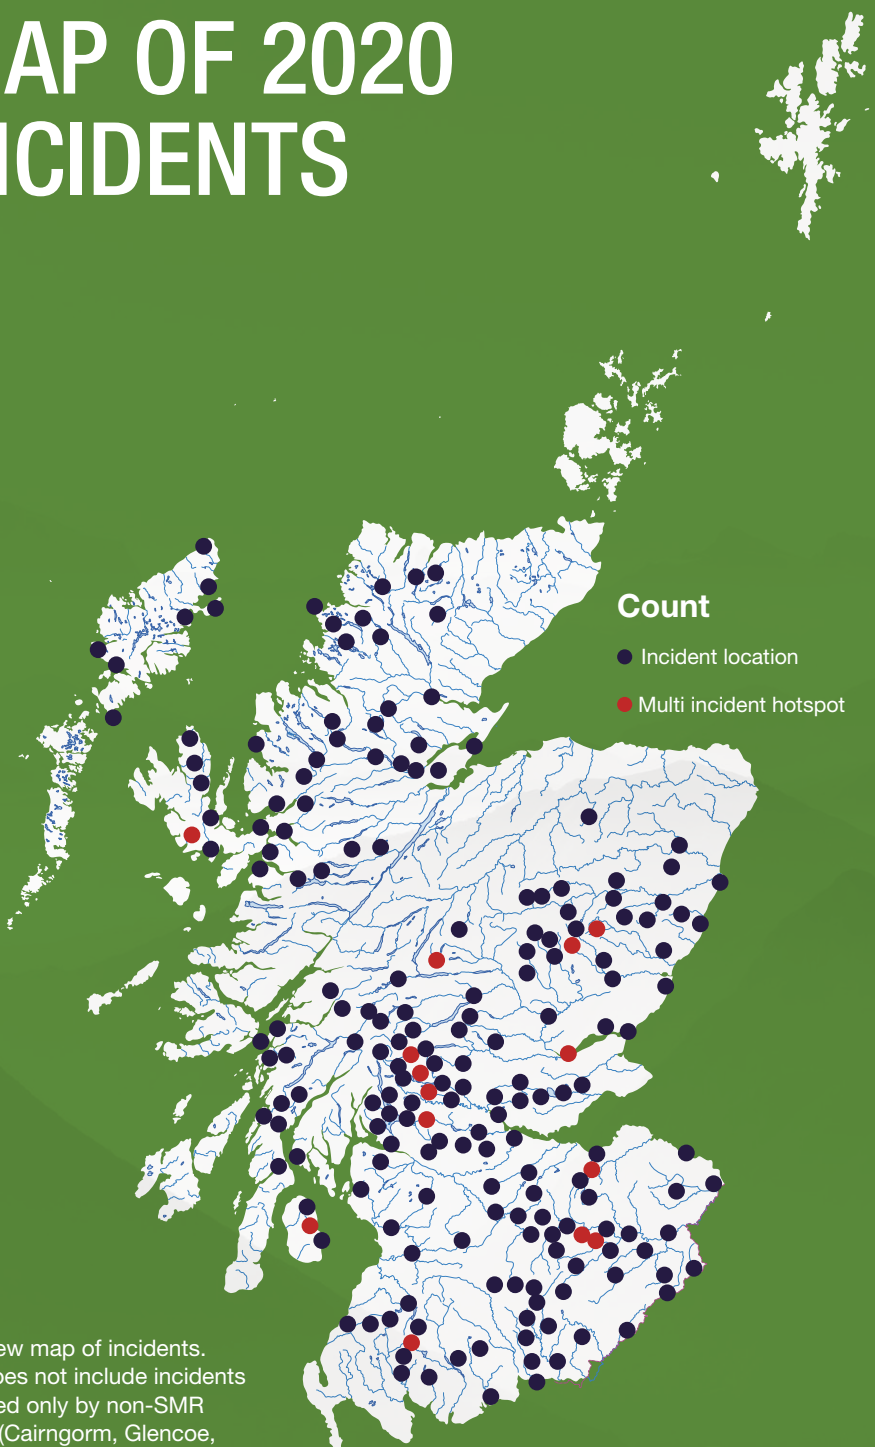 AP OF 2020
NCIDENTS
Count
Incident location
Multi incident hotspot
ew map of incidents.
oes not include incidents
ed only by non-SMR
(Cairngorm, Glencoe,